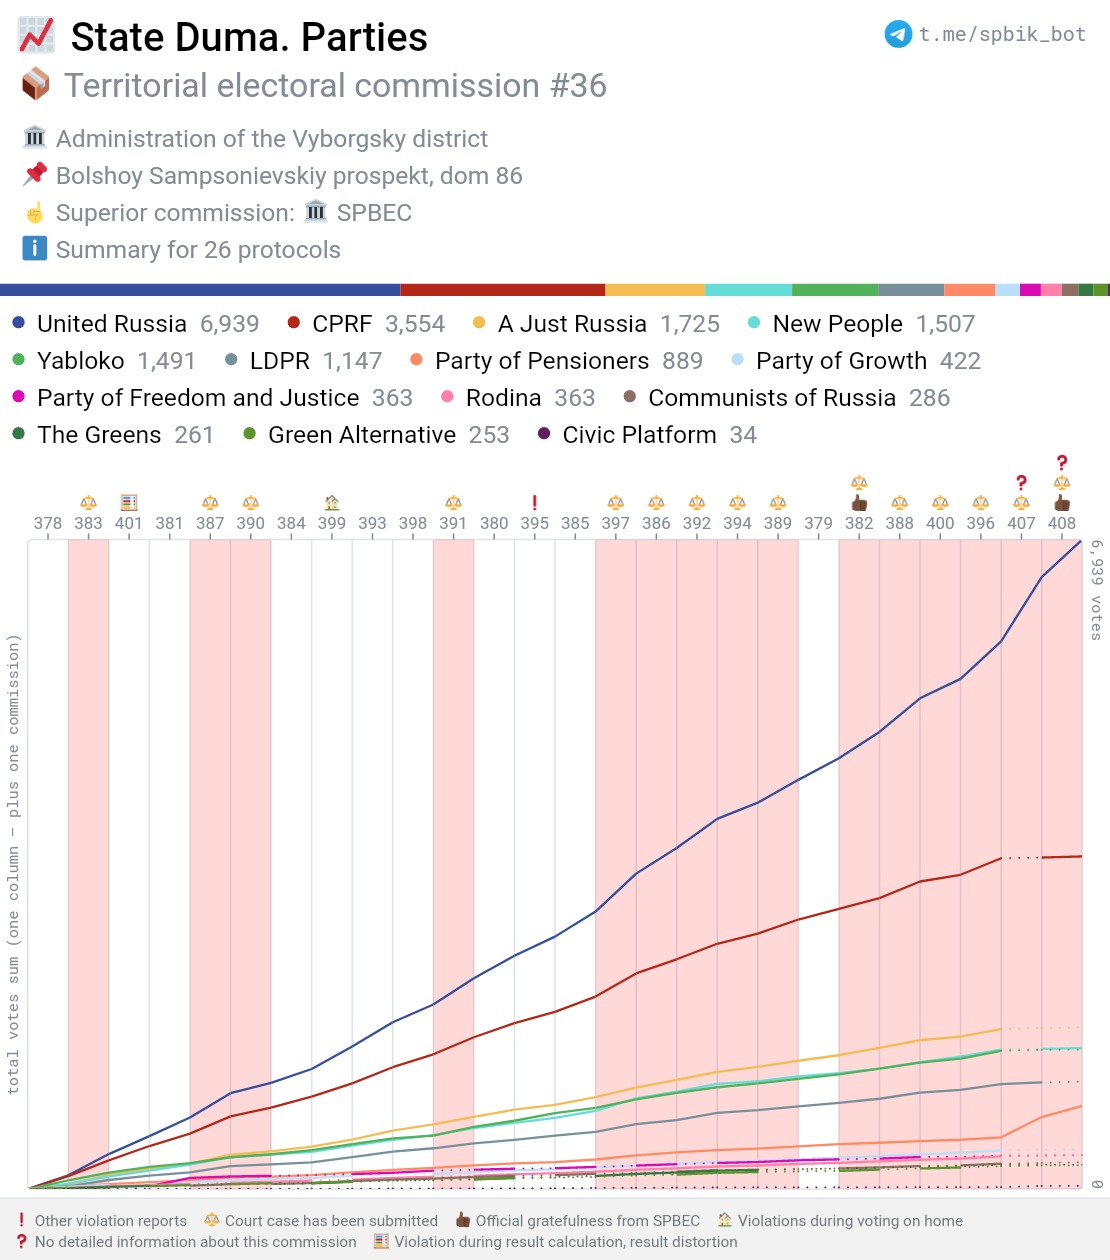 State Duma. Parties
t.me/spbik_bot
Territorial electoral commission #36
Administration of the Vyborgsky district
Bolshoy Sampsonievskiy prospekt, dom 86
Superior commission: SPBEC
Summary for 26 protocols
United Russia 6,939 CPRF 3,554 A Just Russia 1,725 New People 1,507
Yabloko 1,491 LDPR 1,147 Party of Pensioners 889 Party of Growth 422
Party of Freedom and Justice 363 Rodina 363 Communists of Russia 286
The Greens 261 Green Alternative 253 Civic Platform 34
378 383 401 381 387 390 384 399 393 398 391 380 395 385 397 386 392 394 389 379 382 388 400 396 407 408
6,939 votes
total votes sum (one column – plus one commission)
0
Other violation reports Court case has been submitted Official gratefulness from SPBEC Violations during voting on home
No detailed information about this commission Violation during result calculation, result distortion